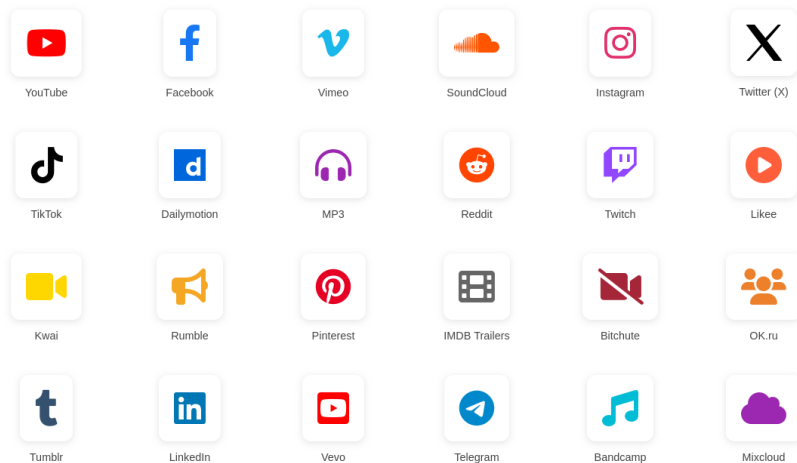 YouTube
Facebook
Vimeo
SoundCloud
Instagram
Twitter (X)
TikTok
Dailymotion
MP3
Reddit
Twitch
Likee
Kwai
Rumble
Pinterest
IMDB Trailers
Bitchute
OK.ru
Tumblr
LinkedIn
Vevo
Telegram
Bandcamp
Mixcloud